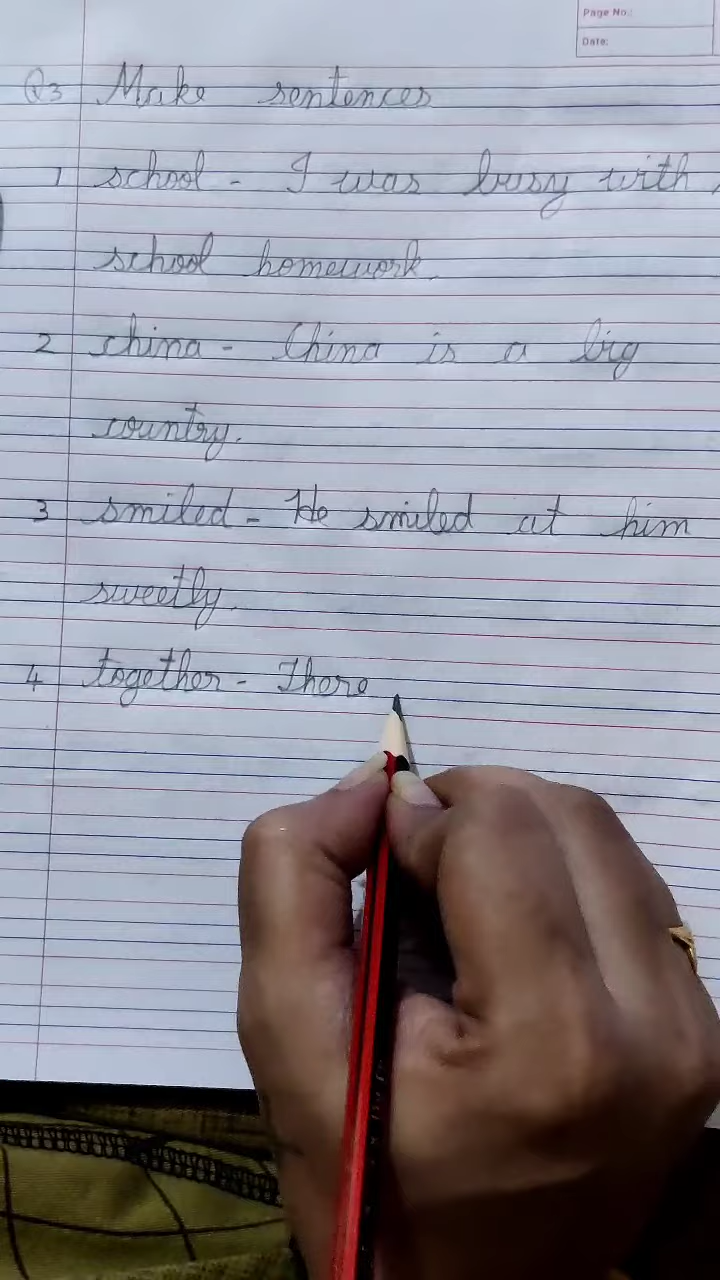 Page No.:
Date:
Q3 Make sentences
1 school - I was busy with
school homework.
2 china - China is a big
country.
3 smiled - He smiled at him
sweetly.
4 together - There